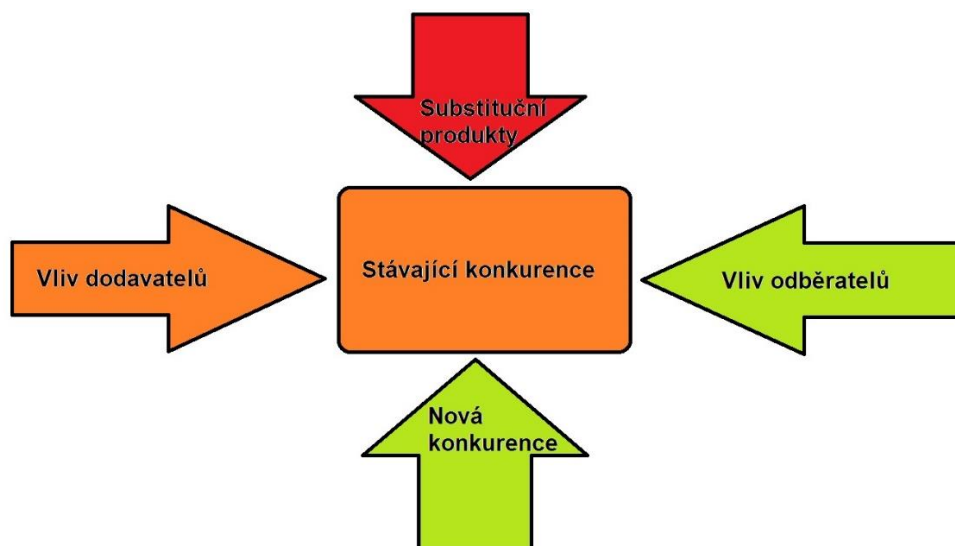 Substituční
produkty
Vliv dodavatelů
Stávající konkurence
Vliv odběratelů
Nová
konkurence